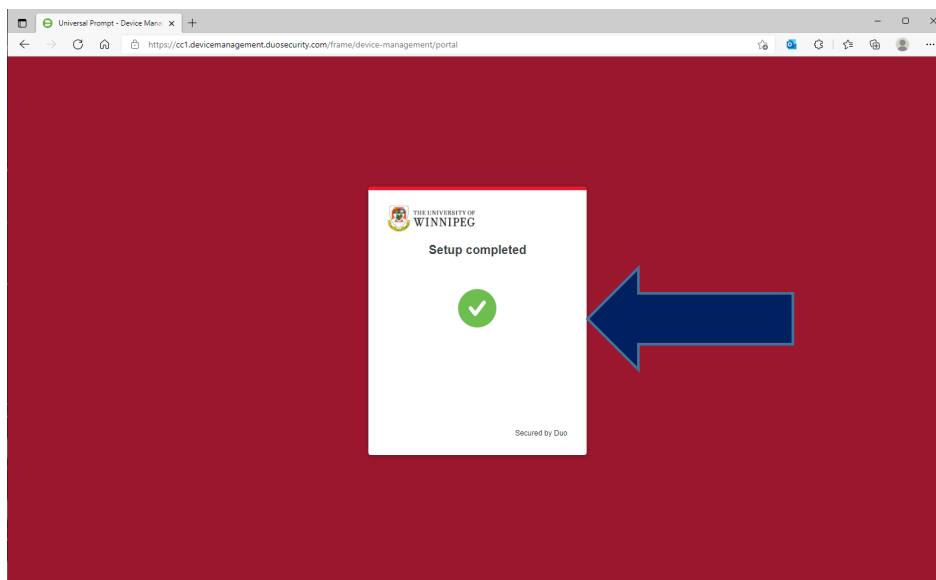 Universal Prompt - Device Mana
https://cc1.devicemanagement.duosecurity.com/frame/device-management/portal
THE UNIVERSITY OF
WINNIPEG
Setup completed
Secured by Duo